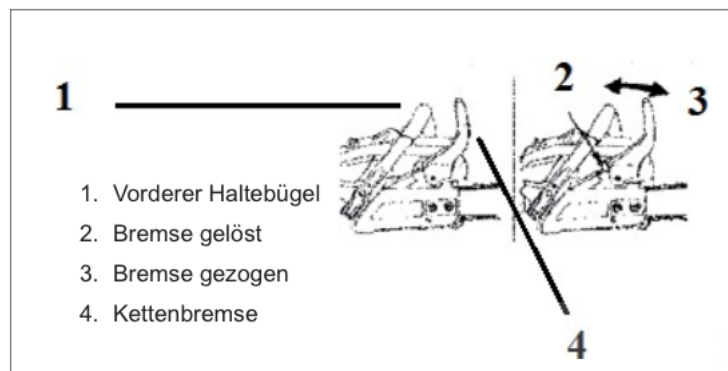 1
2
3
1. Vorderer Haltebügel
2. Bremse gelöst
3. Bremse gezogen
4. Kettenbremse
4